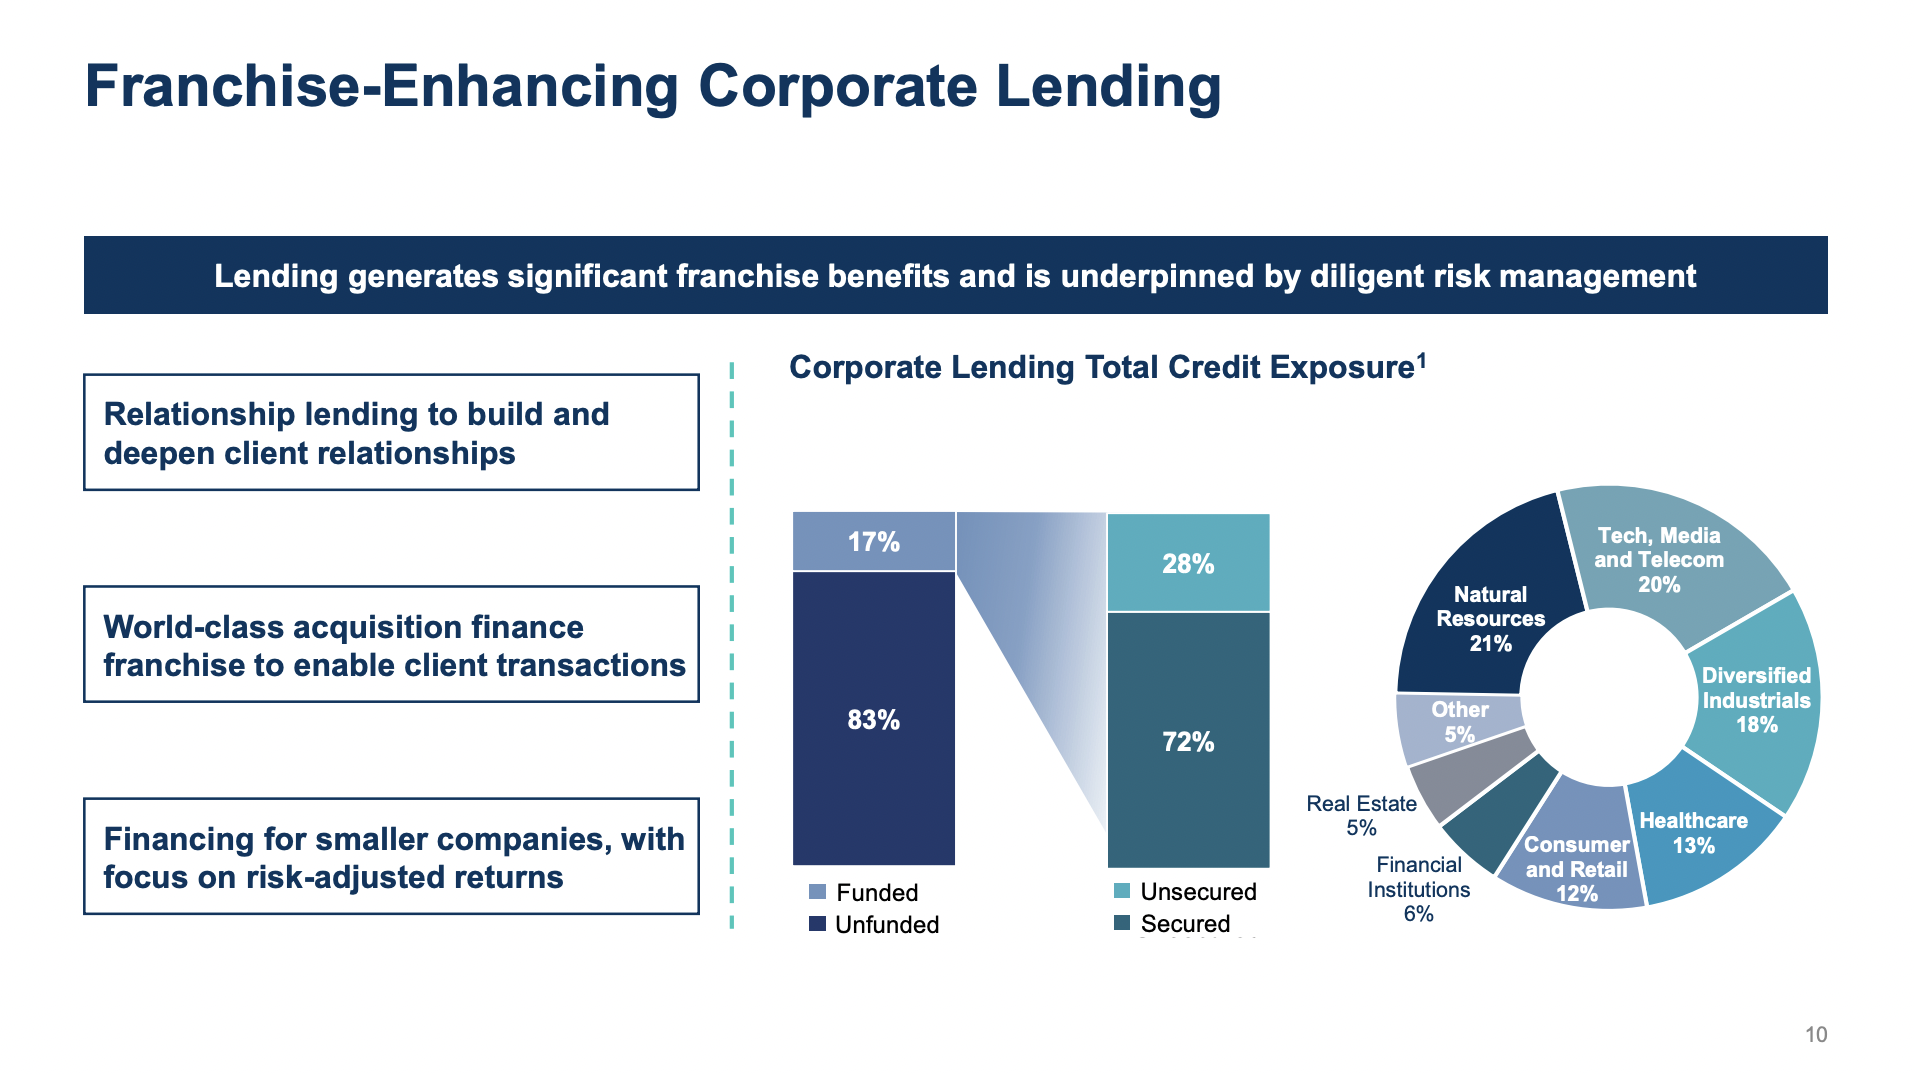 Franchise-Enhancing Corporate Lending
Lending generates significant franchise benefits and is underpinned by diligent risk management
Relationship lending to build and
deepen client relationships
World-class acquisition finance
franchise to enable client transactions
Financing for smaller companies, with
focus on risk-adjusted returns
Corporate Lending Total Credit Exposure¹
17%
83%
Funded
Unfunded
28%
72%
Unsecured
Secured
Tech, Media
and Telecom
20%
Diversified
Industrials
18%
Healthcare
13%
Consumer
and Retail
12%
Financial
Institutions
6%
Real Estate
5%
Other
5%
Natural
Resources
21%
10